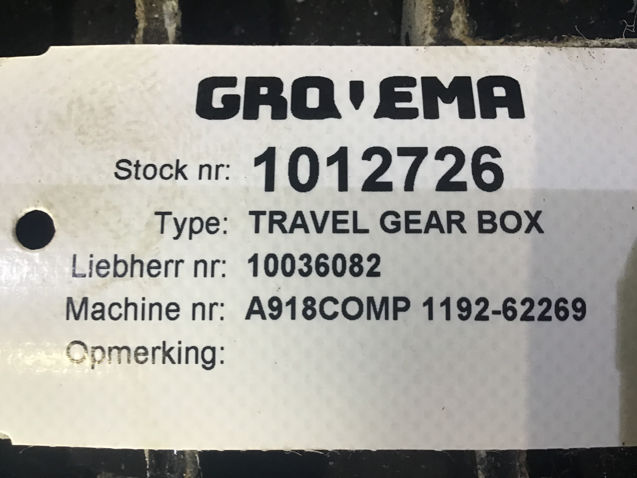 GROVEMA
Stock nr: 1012726
Type: TRAVEL GEAR BOX
Liebherr nr: 10036082
Machine nr: A918COMP 1192-62269
Opmerking: